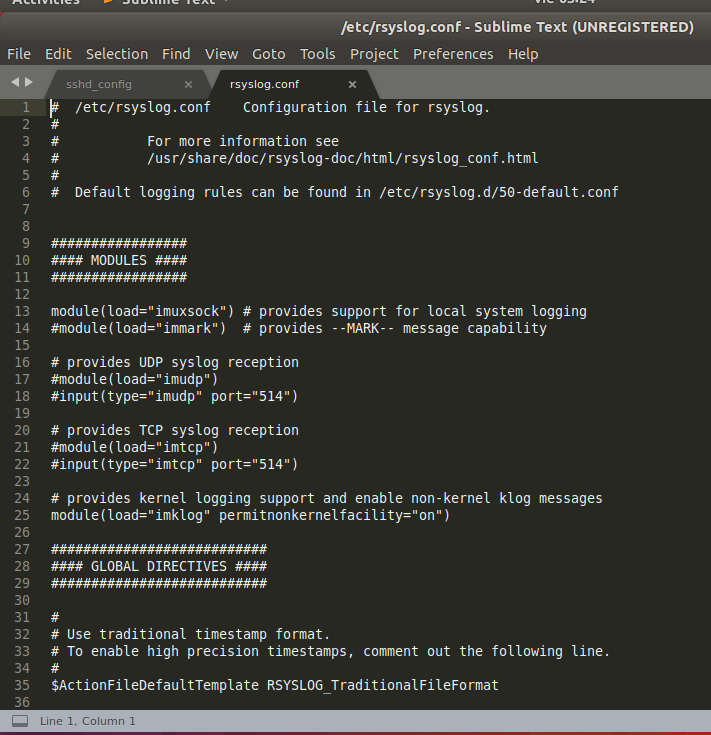 Activities Sublime Text
/etc/rsyslog.conf - Sublime Text (UNREGISTERED)
File Edit Selection Find View Goto Tools Project Preferences Help
sshd_config × rsyslog.conf ×
1 #  /etc/rsyslog.conf    Configuration file for rsyslog.
2 #
3 #           For more information see
4 #           /usr/share/doc/rsyslog-doc/html/rsyslog_conf.html
5 #
6 #  Default logging rules can be found in /etc/rsyslog.d/50-default.conf
7
8
9 #################
10 #### MODULES ####
11 #################
12
13 module(load="imuxsock") # provides support for local system logging
14 #module(load="immark")  # provides --MARK-- message capability
15
16 # provides UDP syslog reception
17 #module(load="imudp")
18 #input(type="imudp" port="514")
19
20 # provides TCP syslog reception
21 #module(load="imtcp")
22 #input(type="imtcp" port="514")
23
24 # provides kernel logging support and enable non-kernel klog messages
25 module(load="imklog" permitnonkernelfacility="on")
26
27 ###########################
28 #### GLOBAL DIRECTIVES ####
29 ###########################
30
31 #
32 # Use traditional timestamp format.
33 # To enable high precision timestamps, comment out the following line.
34 #
35 $ActionFileDefaultTemplate RSYSLOG_TraditionalFileFormat
36
Line 1, Column 1